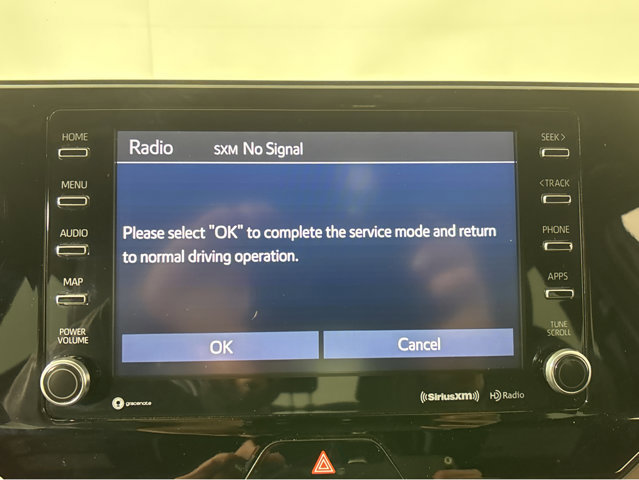 HOME
MENU
AUDIO
MAP
POWER
VOLUME
Radio SXM No Signal
Please select "OK" to complete the service mode and return
to normal driving operation.
OK Cancel
SEEK >
< TRACK
PHONE
APPS
TUNE
SCROLL
gracenote
((SiriusXM)) HD Radio